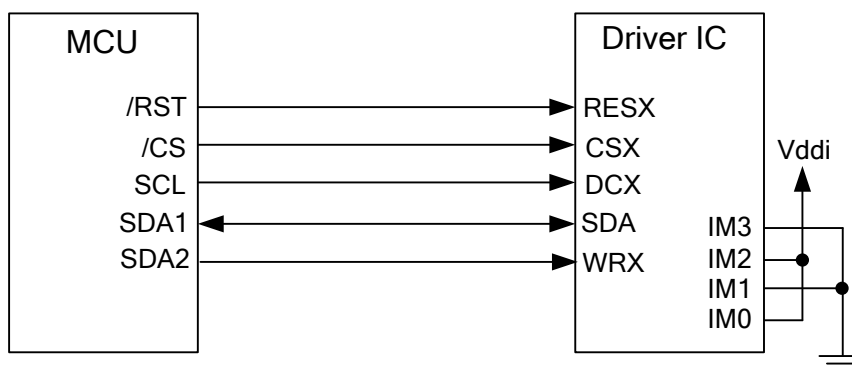 MCU
Driver IC
/RST
RESX
/CS
CSX
Vddi
SCL
DCX
SDA1
SDA
IM3
SDA2
WRX
IM2
IM1
IM0